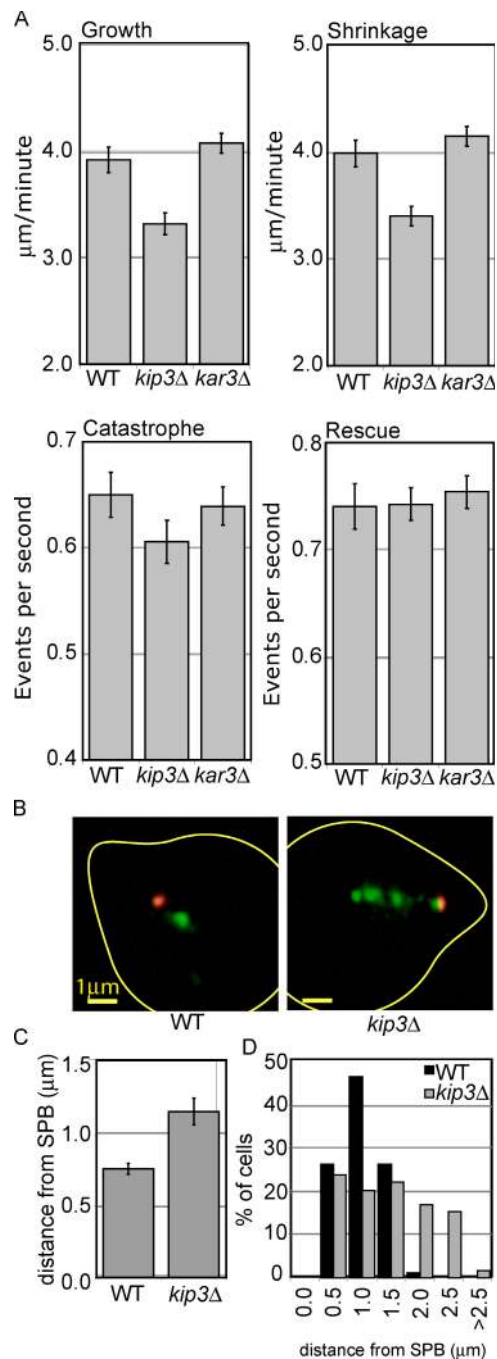 A
Growth
Shrinkage
μm/minute
5.0
4.0
3.0
2.0
WT kip3Δ kar3Δ
μm/minute
5.0
4.0
3.0
2.0
WT kip3Δ kar3Δ
Catastrophe
Rescue
Events per second
0.7
0.6
0.5
0.4
WT kip3Δ kar3Δ
Events per second
0.8
0.7
0.6
0.5
WT kip3Δ kar3Δ
B
1μm
WT
kip3Δ
C
distance from SPB (μm)
1.5
1.0
0.5
0.0
WT kip3Δ
D
WT
kip3Δ
% of cells
50
40
30
20
10
0
0.0 0.5 1.0 1.5 2.0 2.5 >2.5
distance from SPB (μm)